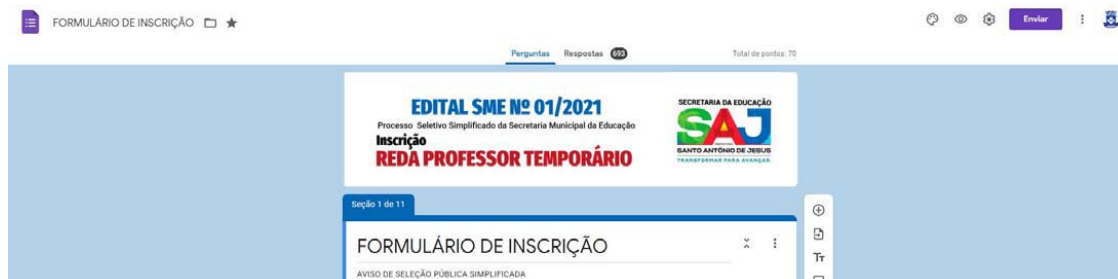 FORMULÁRIO DE INSCRIÇÃO
Enviar
Perguntas Respostas 693
Total de pontos: 70
EDITAL SME Nº 01/2021
Processo Seletivo Simplificado da Secretaria Municipal da Educação
Inscrição
REDA PROFESSOR TEMPORÁRIO
SECRETARIA DA EDUCAÇÃO
SAJ
PREFEITURA
SANTO ANTÔNIO DE JESUS
TRANSFORMAR PARA AVANÇAR
Seção 1 de 11
FORMULÁRIO DE INSCRIÇÃO
Tт
AVISO DE SELEÇÃO PÚBLICA SIMPLIFICADA